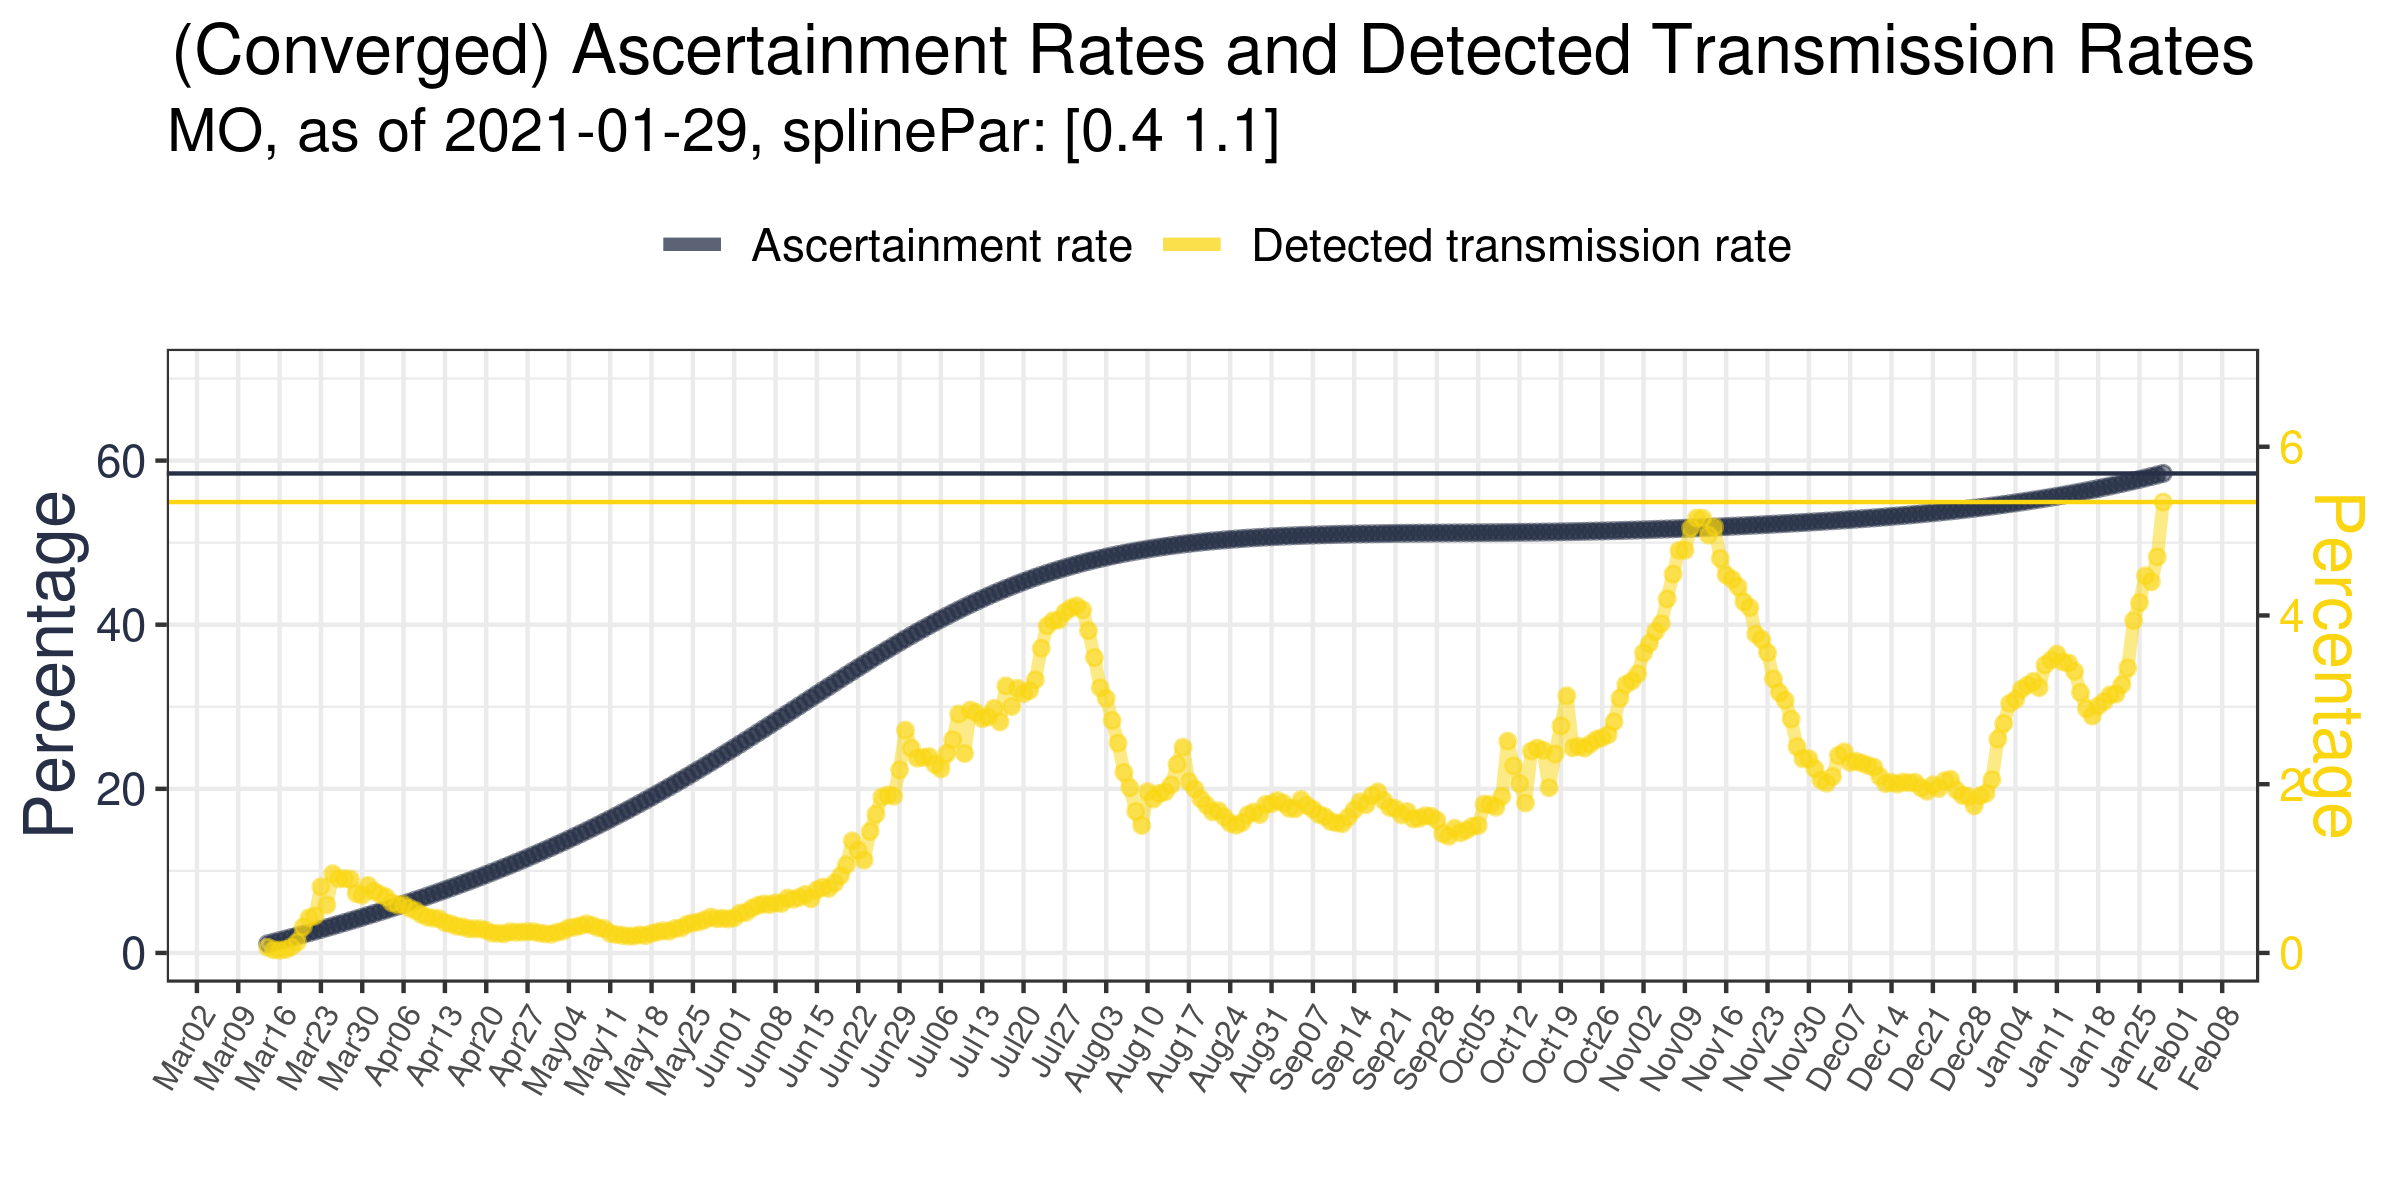 (Converged) Ascertainment Rates and Detected Transmission Rates
MO, as of 2021-01-29, splinePar: [0.4 1.1]
Ascertainment rate
Detected transmission rate
Percentage
60
40
20
0
6
4
2
0
Percentage
Mar02
Mar09
Mar16
Mar23
Mar30
Apr06
Apr13
Apr20
Apr27
May04
May11
May18
May25
Jun01
Jun08
Jun15
Jun22
Jun29
Jul06
Jul13
Jul20
Jul27
Aug03
Aug10
Aug17
Aug24
Aug31
Sep07
Sep14
Sep21
Sep28
Oct05
Oct12
Oct19
Oct26
Nov02
Nov09
Nov16
Nov23
Nov30
Dec07
Dec14
Dec21
Dec28
Jan04
Jan11
Jan18
Jan25
Feb01
Feb08